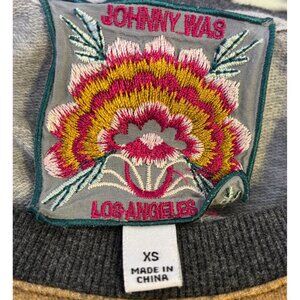 JOHNNY WAS
LOS ANGELES
XS
MADE IN
CHINA